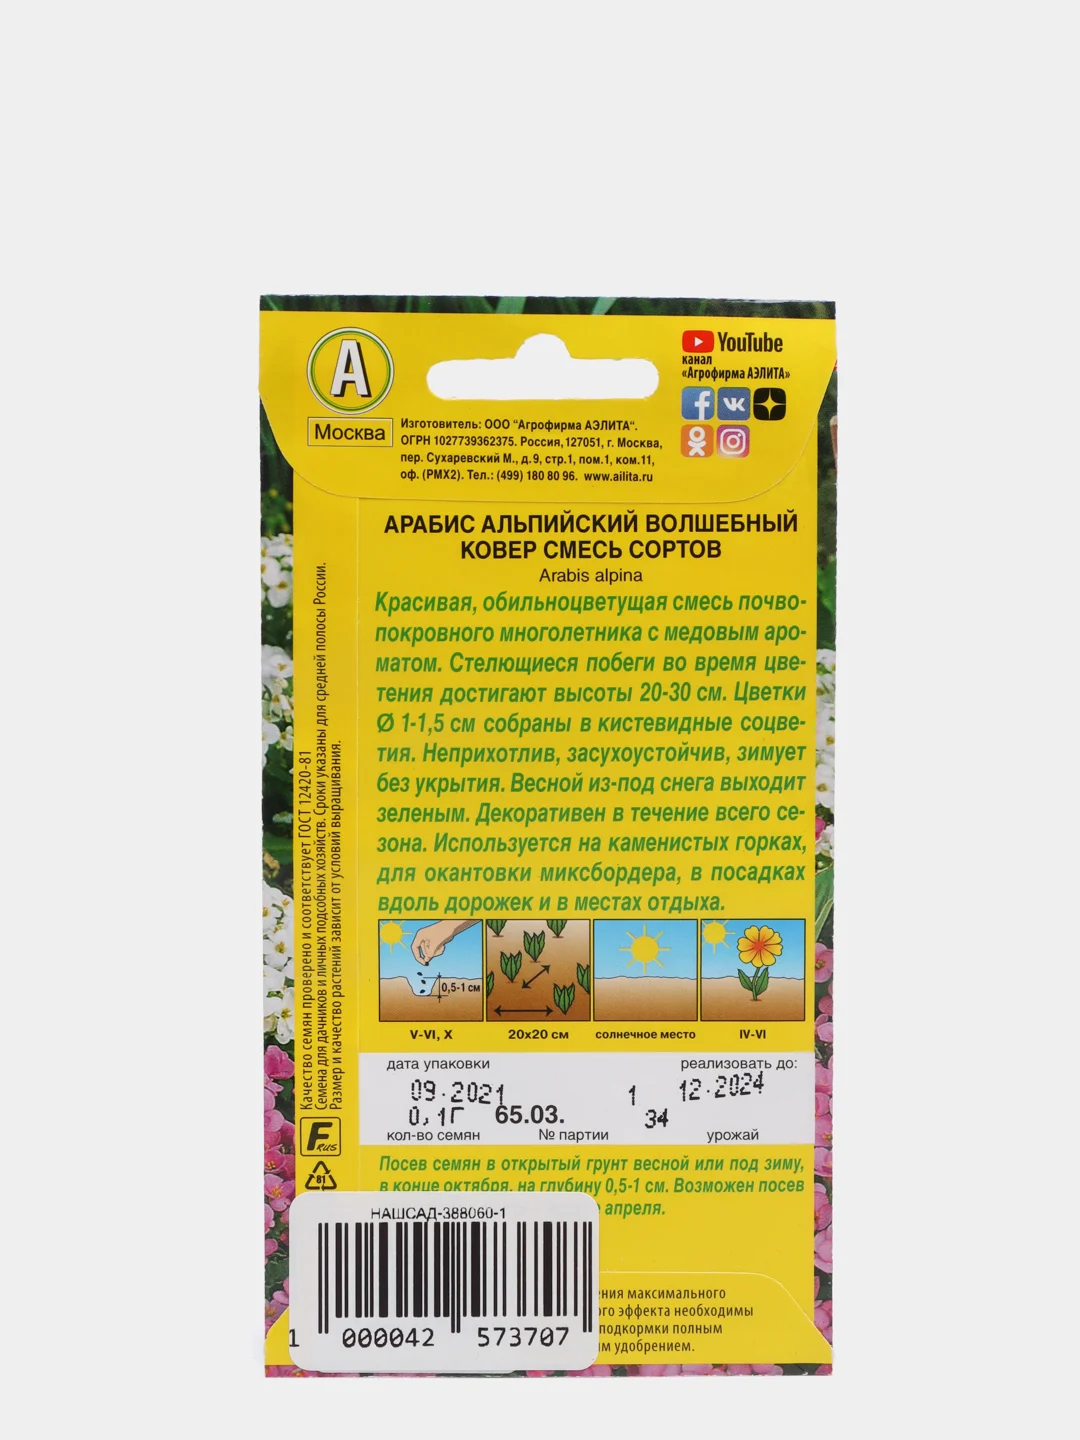 А
Москва
YouTube
канал
«Агрофирма АЭЛИТА»
Изготовитель: ООО "Агрофирма АЭЛИТА".
ОГРН 1027739362375. Россия, 127051, г. Москва,
пер. Сухаревский М., д.9, стр.1, пом.1, ком.11,
оф. (РМХ2). Тел.: (499) 180 80 96. www.ailita.ru
АРАБИС АЛЬПИЙСКИЙ ВОЛШЕБНЫЙ
КОВЕР СМЕСЬ СОРТОВ
Arabis alpina
Красивая, обильноцветущая смесь почво-
покровного многолетника с медовым аро-
матом. Стелющиеся побеги во время цве-
тения достигают высоты 20-30 см. Цветки
Ø 1-1,5 см собраны в кистевидные соцве-
тия. Неприхотлив, засухоустойчив, зимует
без укрытия. Весной из-под снега выходит
зеленым. Декоративен в течение всего се-
зона. Используется на каменистых горках,
для окантовки миксбордера, в посадках
вдоль дорожек и в местах отдыха.
0,5-1 см
V-VI, X
20х20 см
солнечное место
IV-VI
дата упаковки
реализовать до:
09.2021
1
12.2024
0,1Г
65.03.
34
кол-во семян
№ партии
урожай
Посев семян в открытый грунт весной или под зиму,
в конце октября, на глубину 0,5-1 см. Возможен посев
апреля.
максимального
эффекта необходимы
подкормки полным
удобрением.
Качество семян проверено и соответствует ГОСТ 12420-81
Семена для дачников и личных подсобных хозяйств. Сроки указаны для средней полосы России.
Размер и качество растений зависит от условий выращивания.
F RUS
81
НАШСАД-388060-1
1 000042 573707